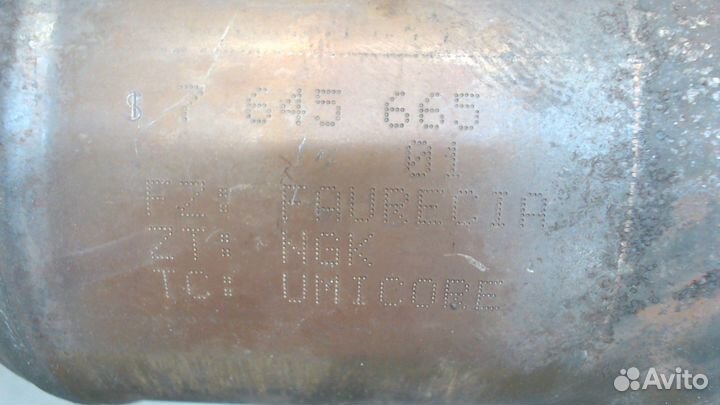 7 645 665
01
FZ: FAURECIA
ZT: NGK
TC: UMICORE
Avito